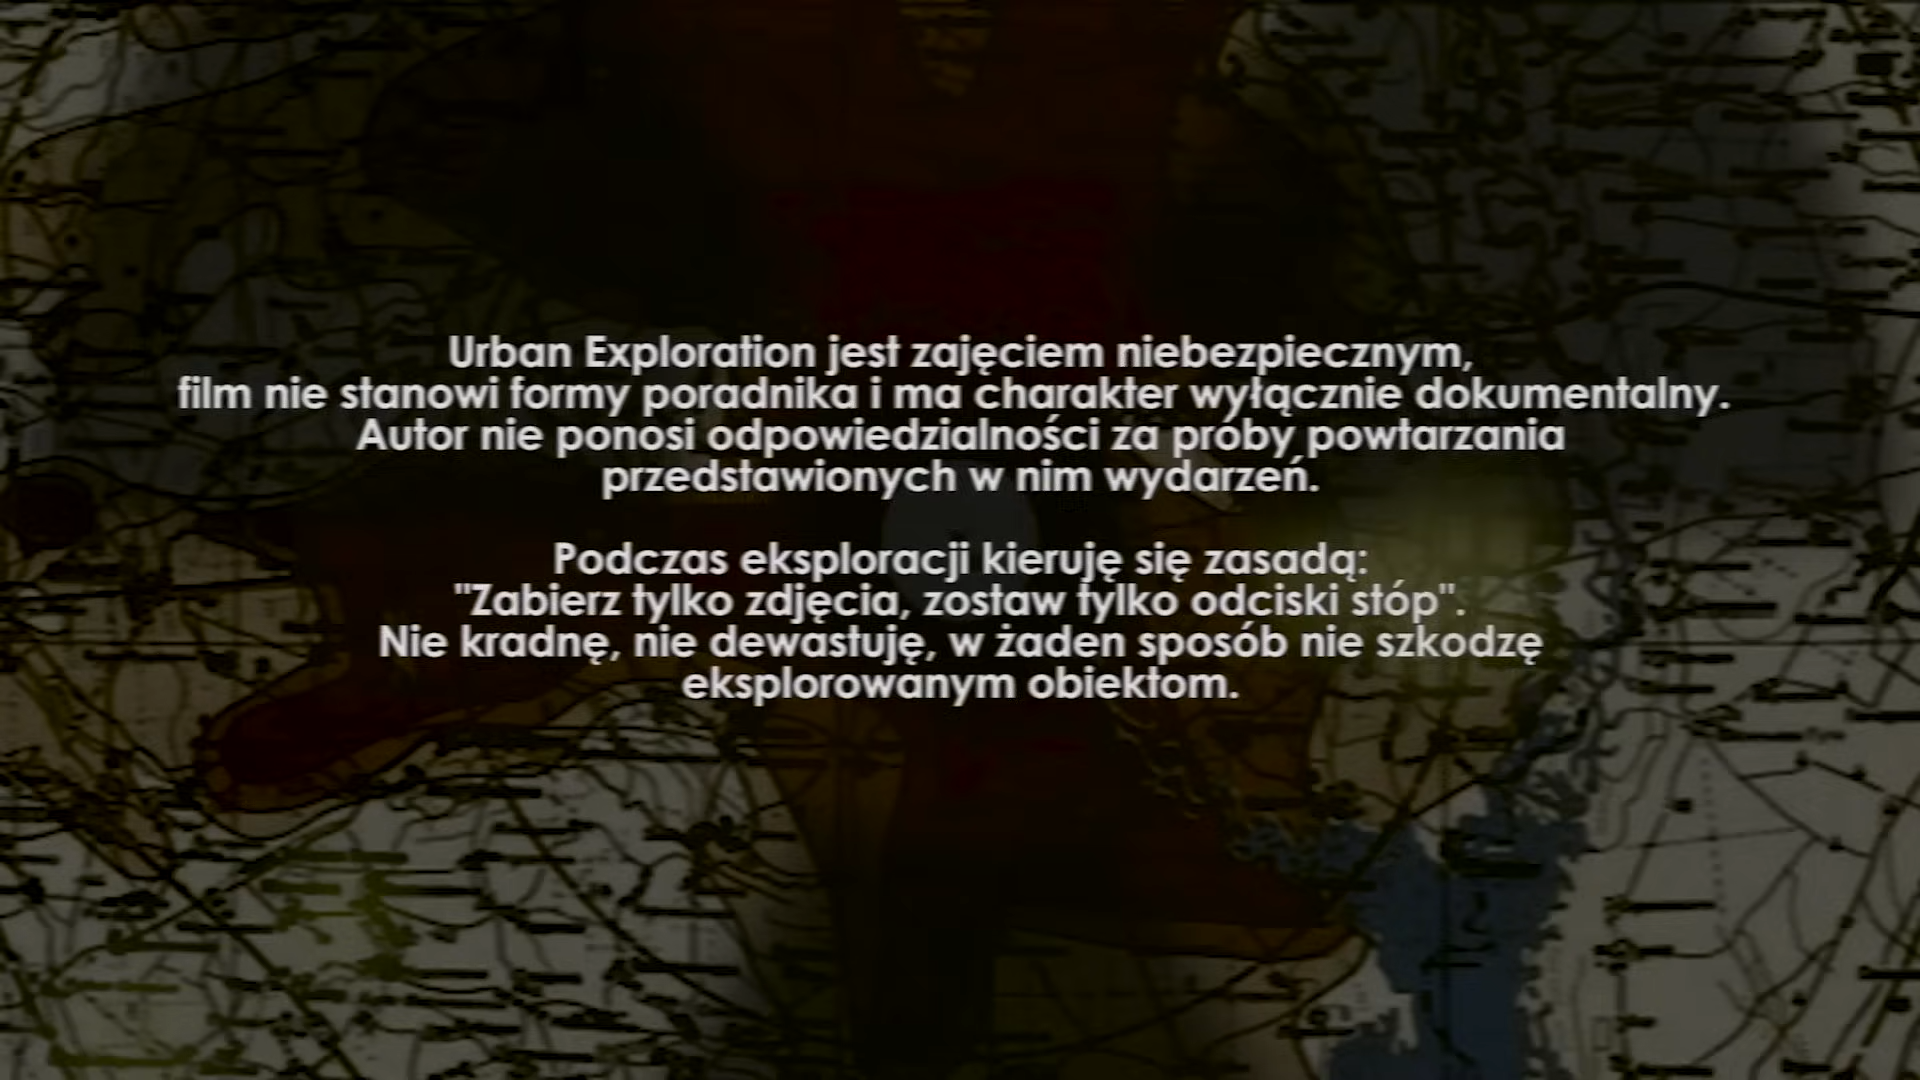 Urban Exploration jest zajęciem niebezpiecznym,
film nie stanowi formy poradnika i ma charakter wyłącznie dokumentalny.
Autor nie ponosi odpowiedzialności za próby powtarzania
przedstawionych w nim wydarzeń.
Podczas eksploracji kieruję się zasadą:
"Zabierz tylko zdjęcia, zostaw tylko odciski stóp".
Nie kradnę, nie dewastuję, w żaden sposób nie szkodzę
eksplorowanym obiektom.